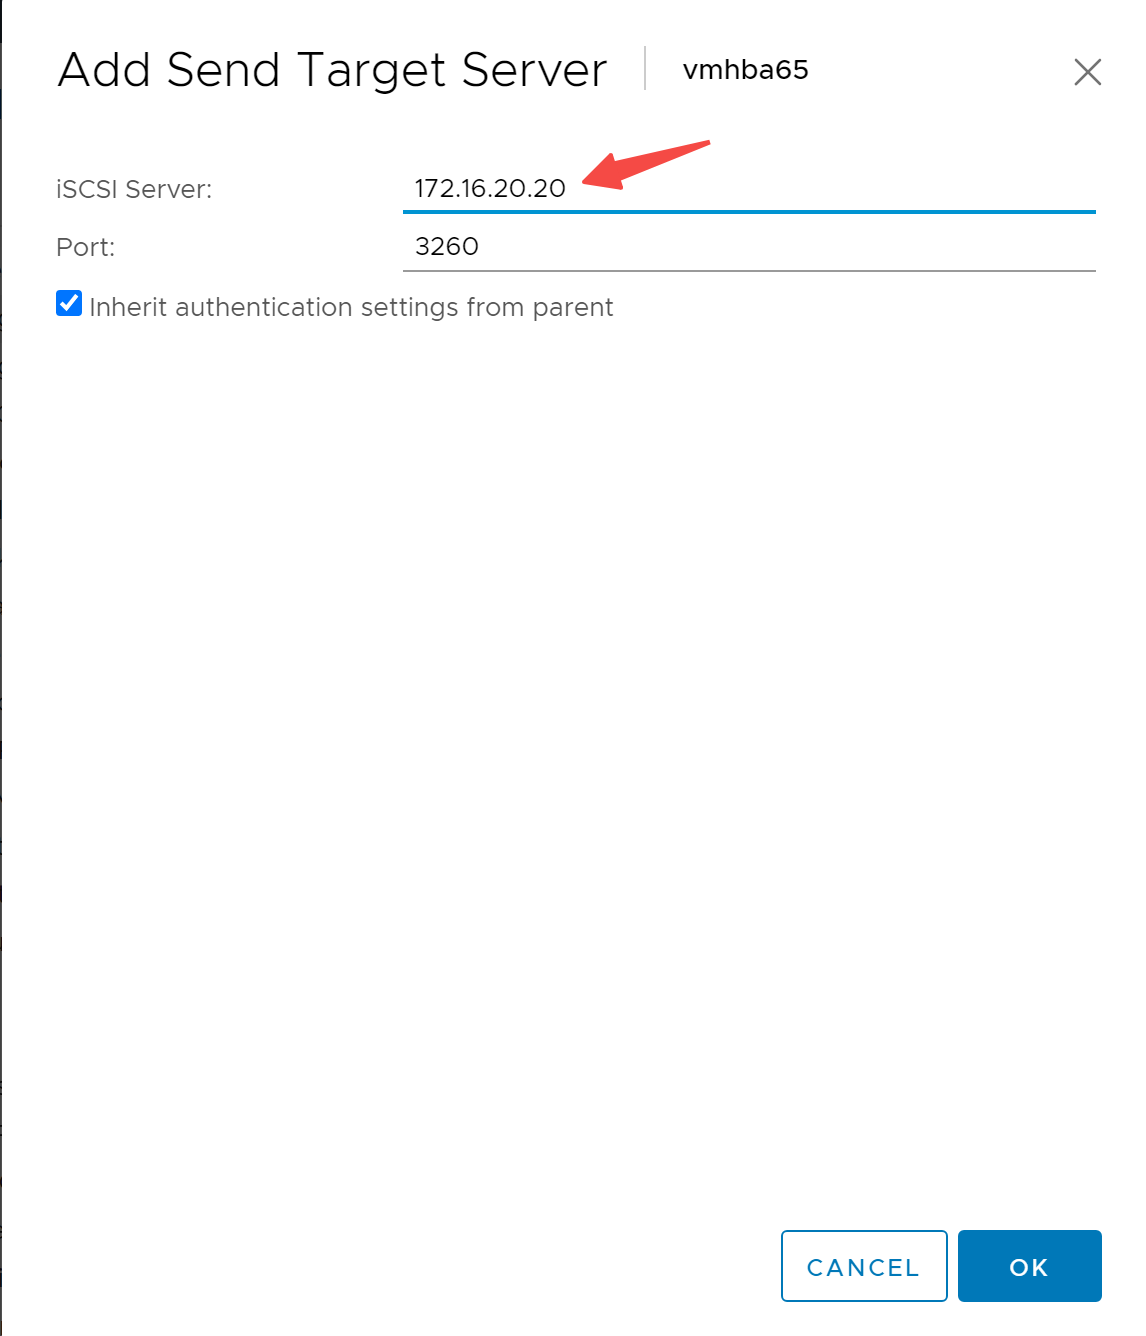 Add Send Target Server | vmhba65
iSCSI Server: 172.16.20.20
Port: 3260
Inherit authentication settings from parent
CANCEL OK